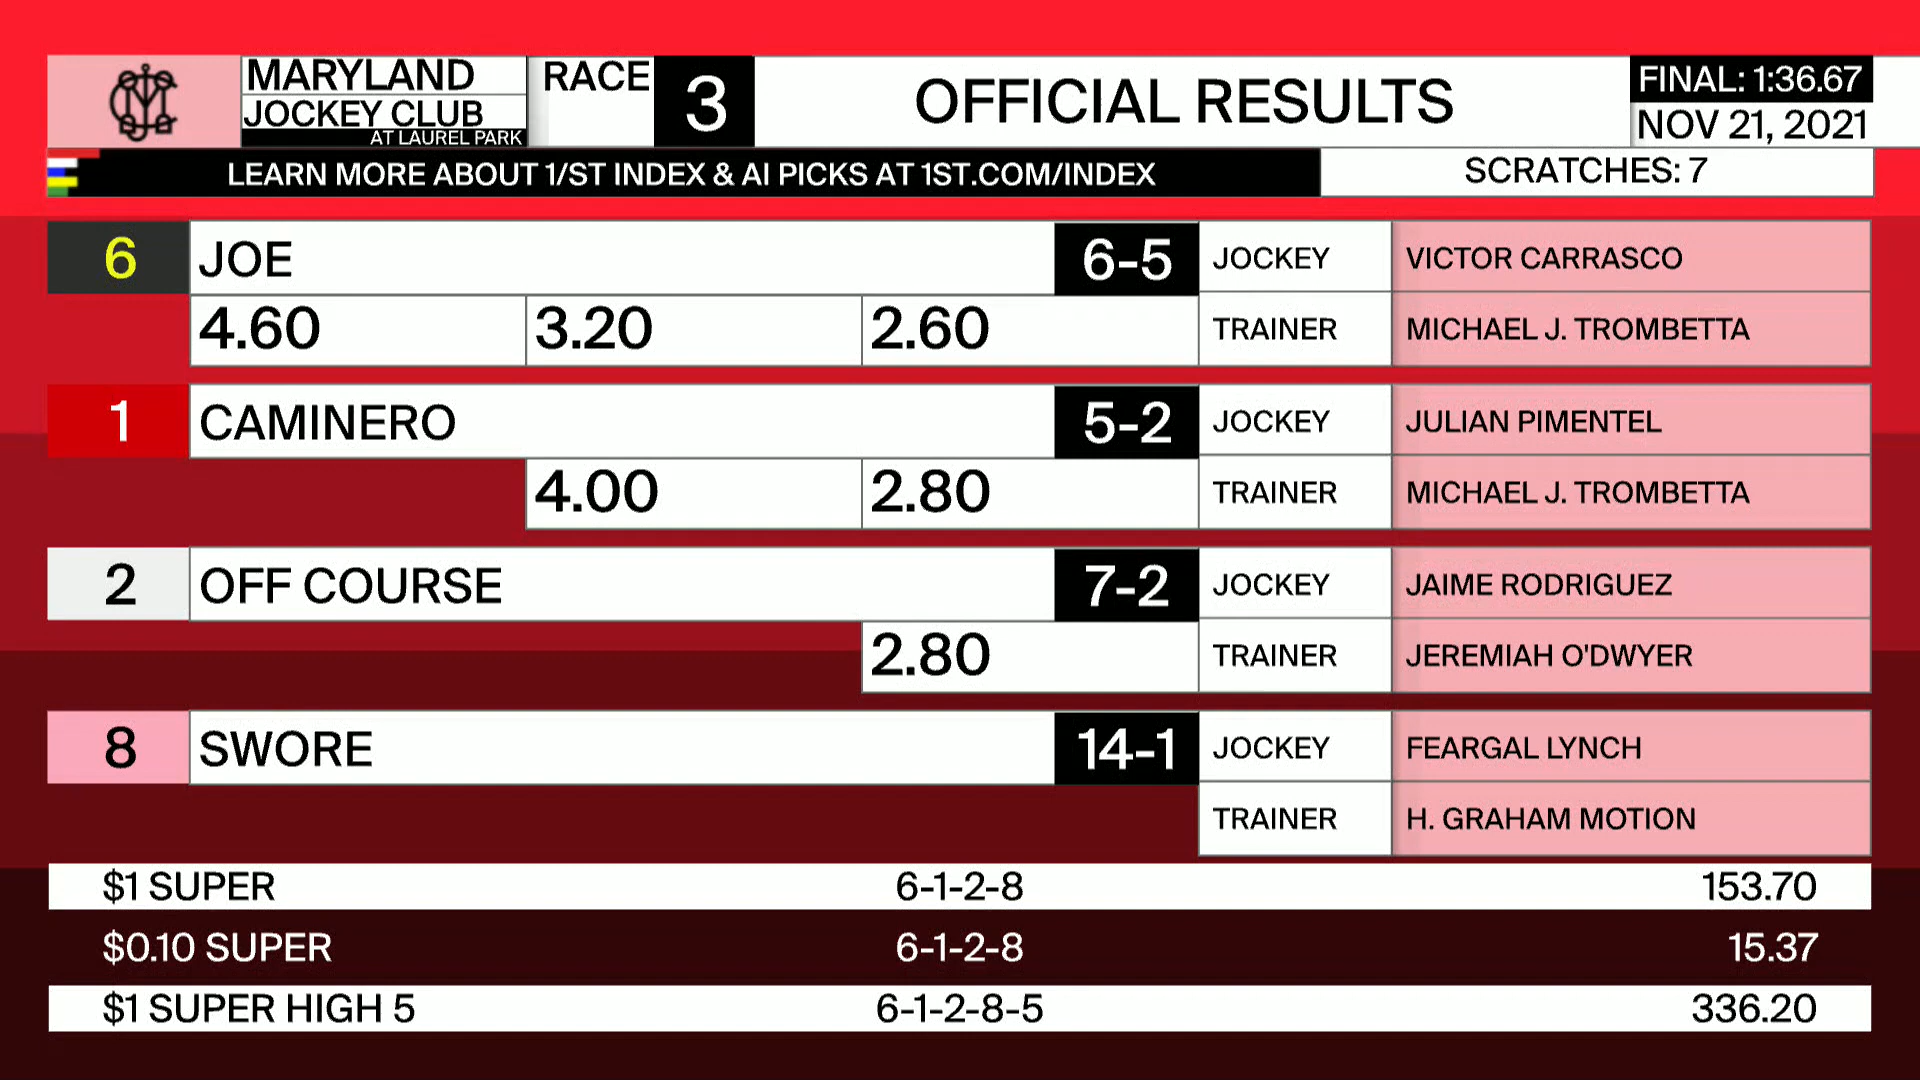 MARYLAND
JOCKEY CLUB
AT LAUREL PARK
RACE 3
OFFICIAL RESULTS
FINAL: 1:36.67
NOV 21, 2021
LEARN MORE ABOUT 1/ST INDEX & AI PICKS AT 1ST.COM/INDEX
SCRATCHES: 7
6 JOE 6-5 JOCKEY VICTOR CARRASCO
4.60 3.20 2.60 TRAINER MICHAEL J. TROMBETTA
1 CAMINERO 5-2 JOCKEY JULIAN PIMENTEL
4.00 2.80 TRAINER MICHAEL J. TROMBETTA
2 OFF COURSE 7-2 JOCKEY JAIME RODRIGUEZ
2.80 TRAINER JEREMIAH O'DWYER
8 SWORE 14-1 JOCKEY FEARGAL LYNCH
TRAINER H. GRAHAM MOTION
$1 SUPER 6-1-2-8 153.70
$0.10 SUPER 6-1-2-8 15.37
$1 SUPER HIGH 5 6-1-2-8-5 336.20